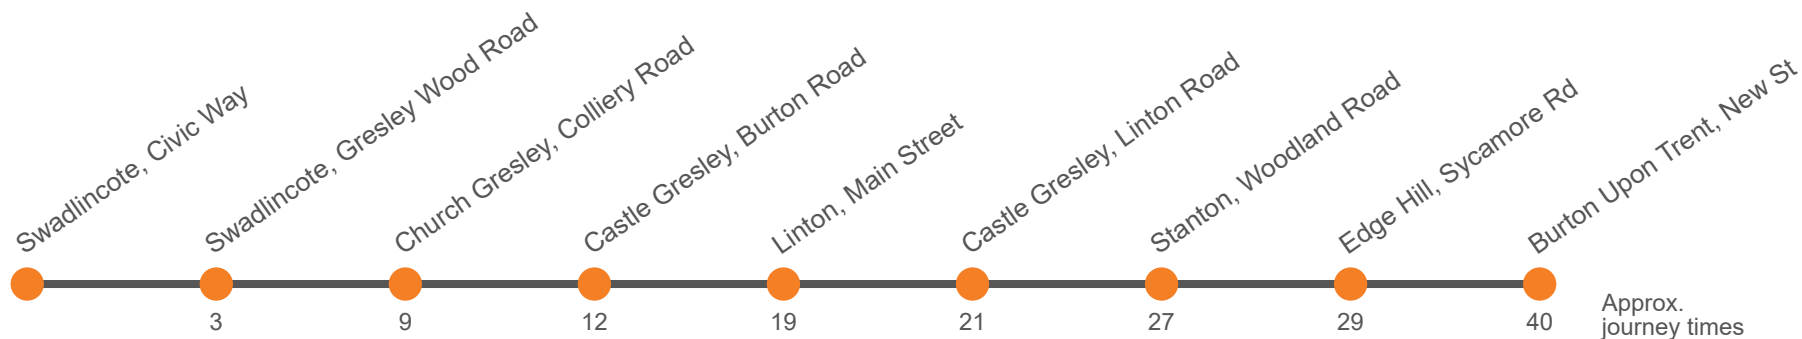 Swadlincote, Civic Way
Swadlincote, Gresley Wood Road
Church Gresley, Colliery Road
Castle Gresley, Burton Road
Linton, Main Street
Castle Gresley, Linton Road
Stanton, Woodland Road
Edge Hill, Sycamore Rd
Burton Upon Trent, New St
3 9 12 19 21 27 29 40
Approx.
journey times